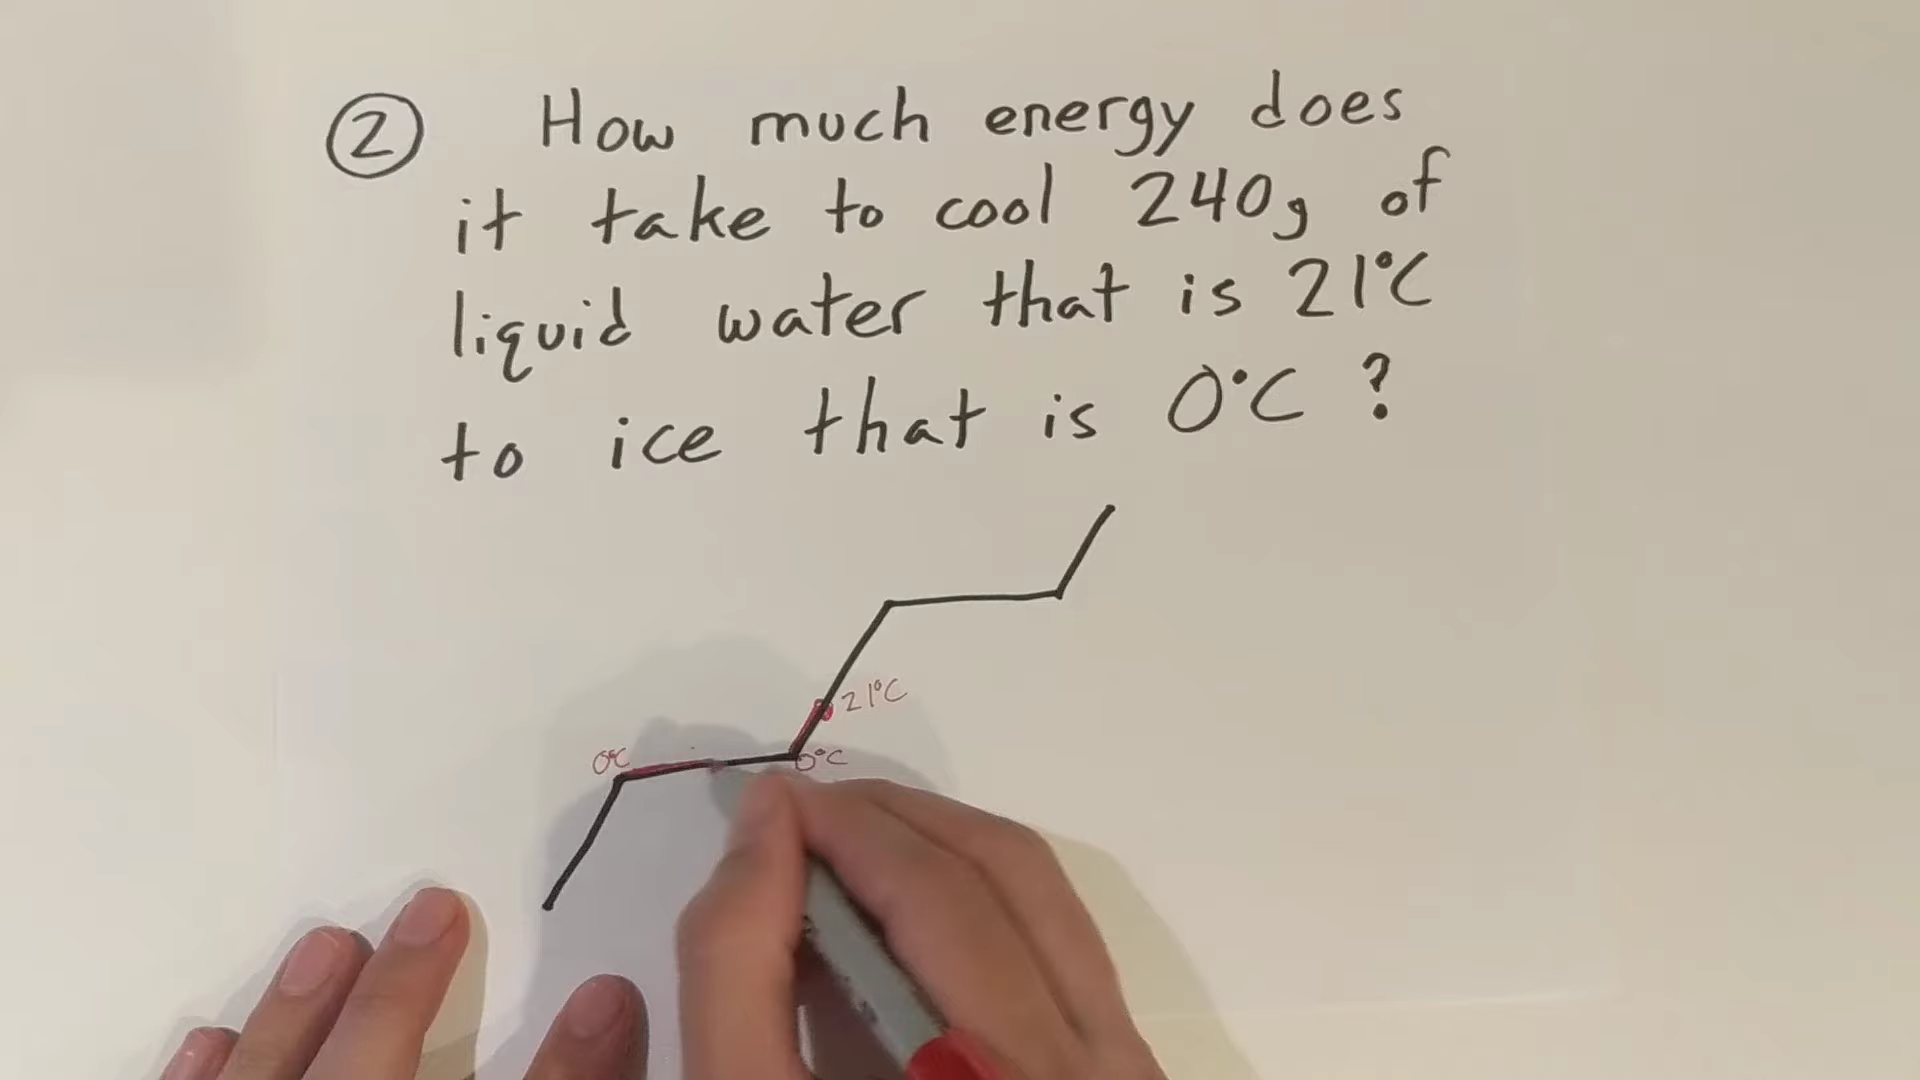 ② How much energy does
it take to cool 240g of
liquid water that is 21°C
to ice that is 0°C ?
21°C
0°C
0°C